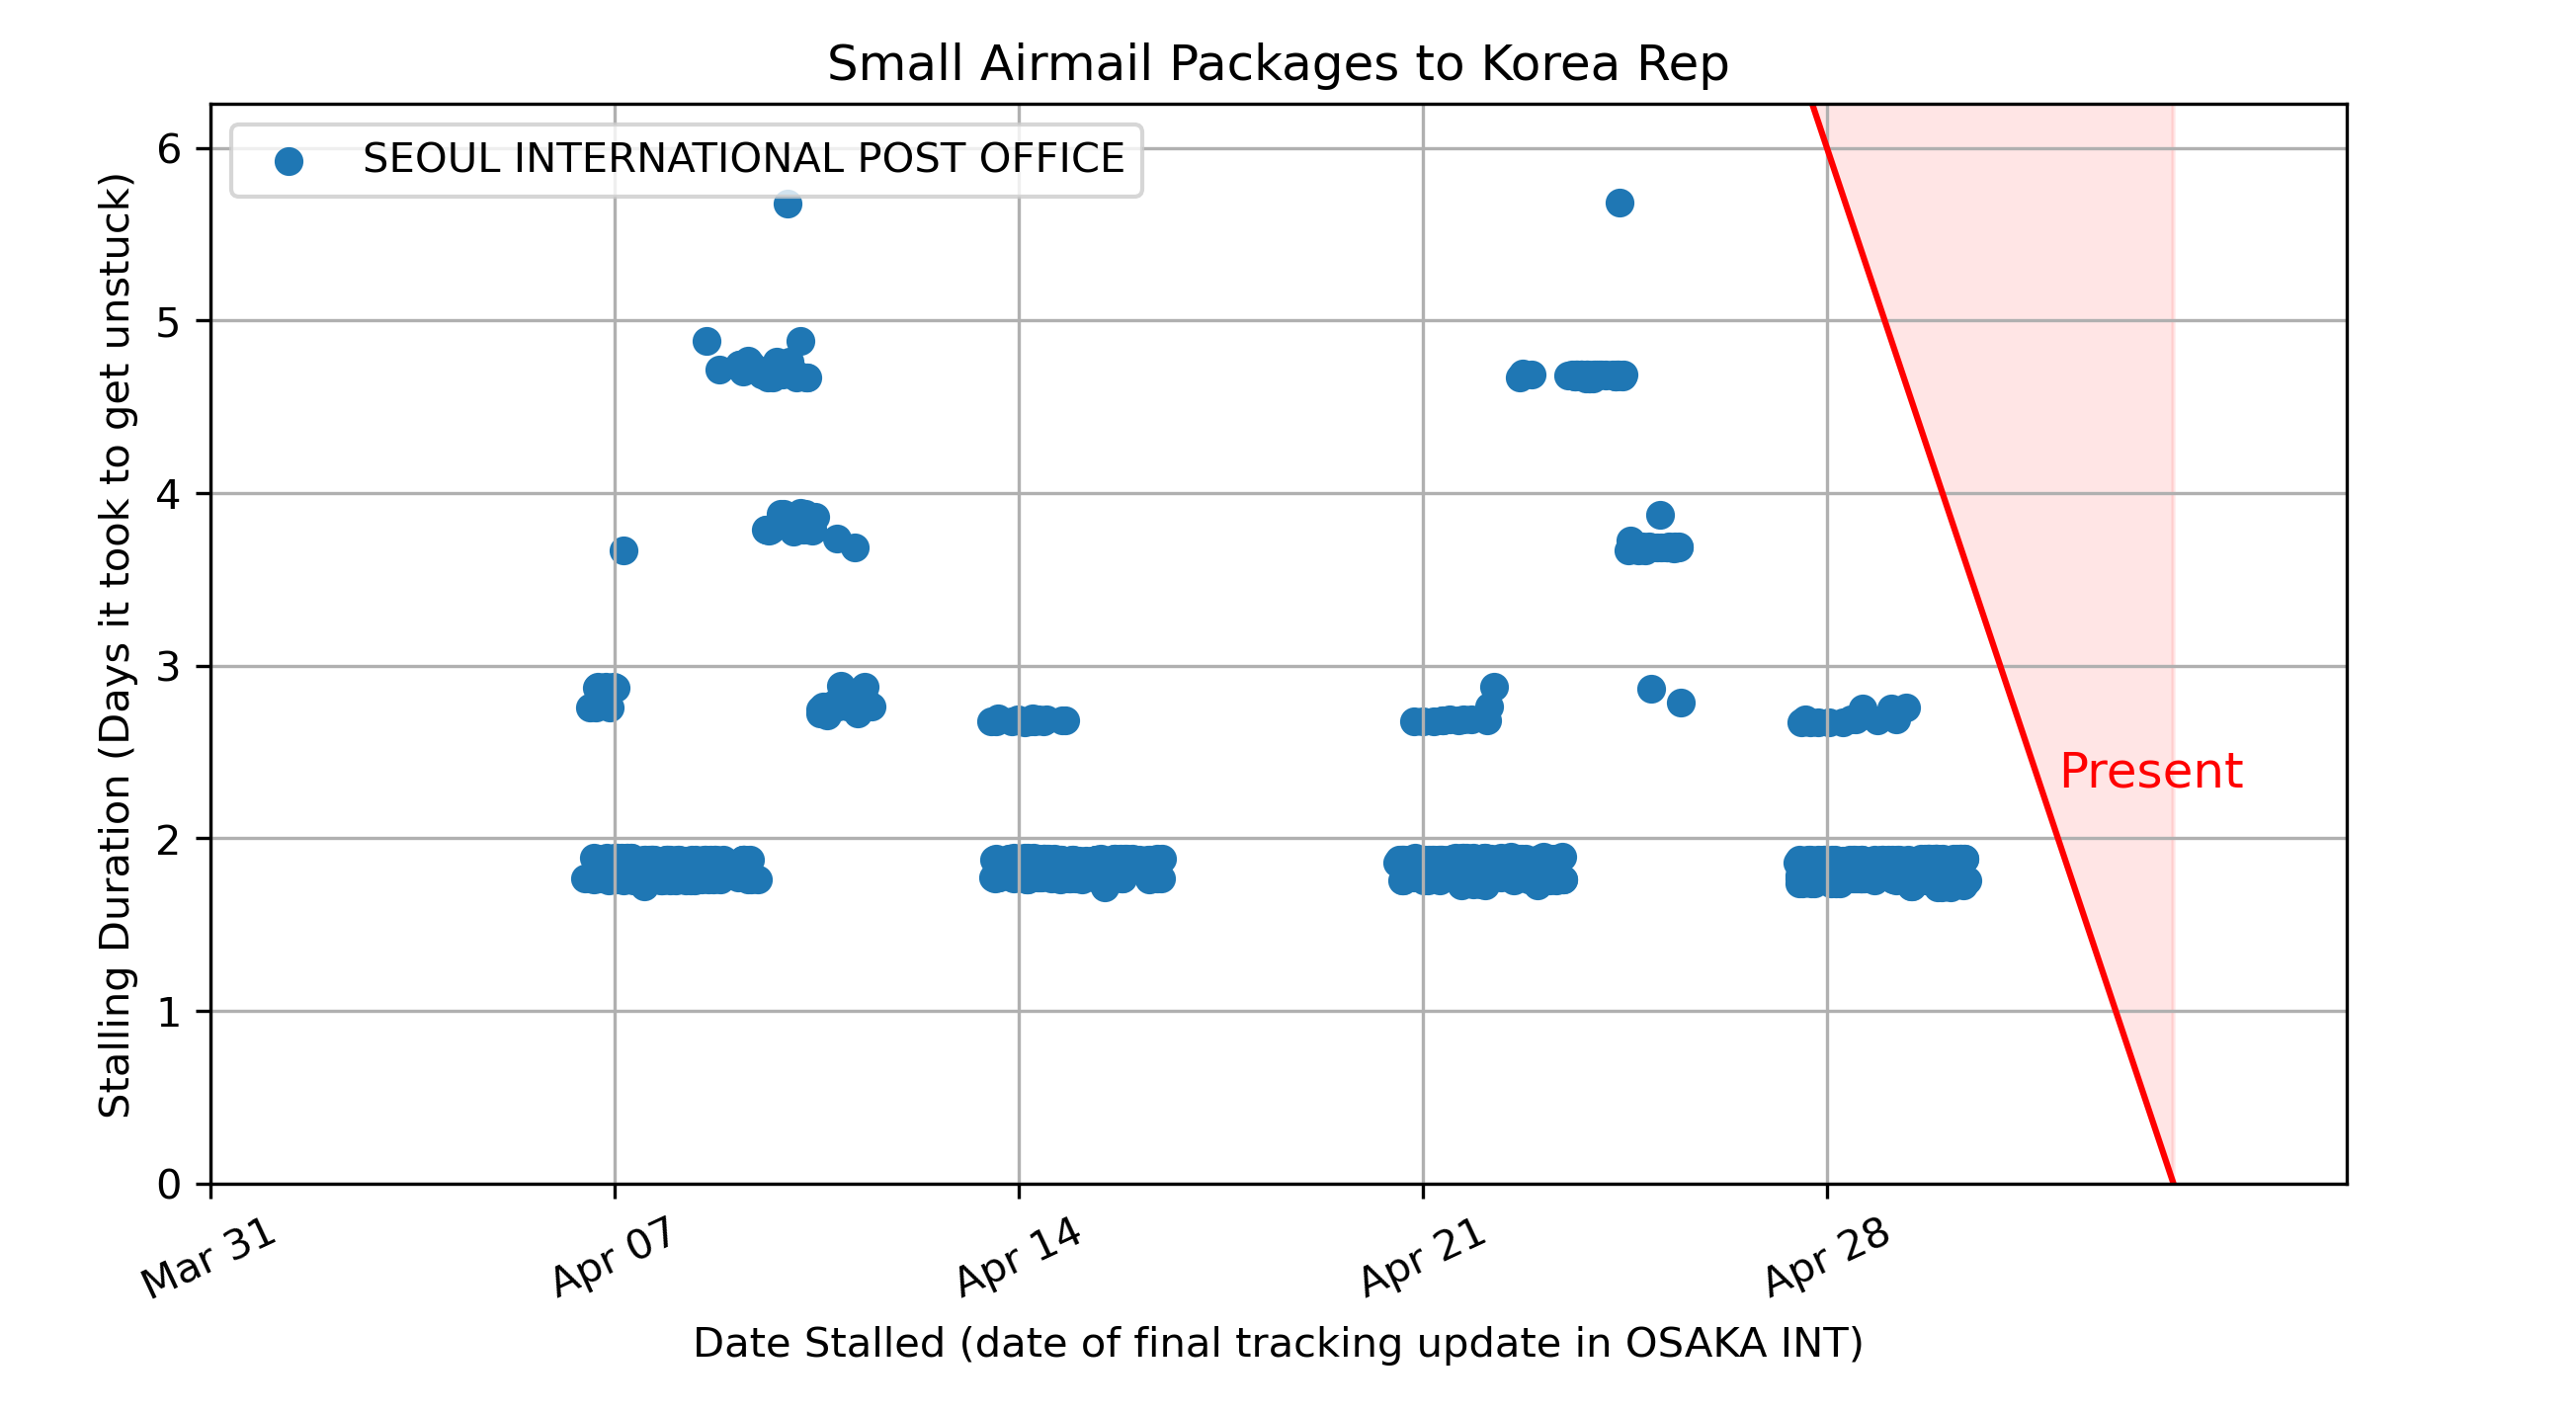 Small Airmail Packages to Korea Rep
SEOUL INTERNATIONAL POST OFFICE
Stalling Duration (Days it took to get unstuck)
6
5
4
3
2
1
0
Present
Mar 31
Apr 07
Apr 14
Apr 21
Apr 28
Date Stalled (date of final tracking update in OSAKA INT)